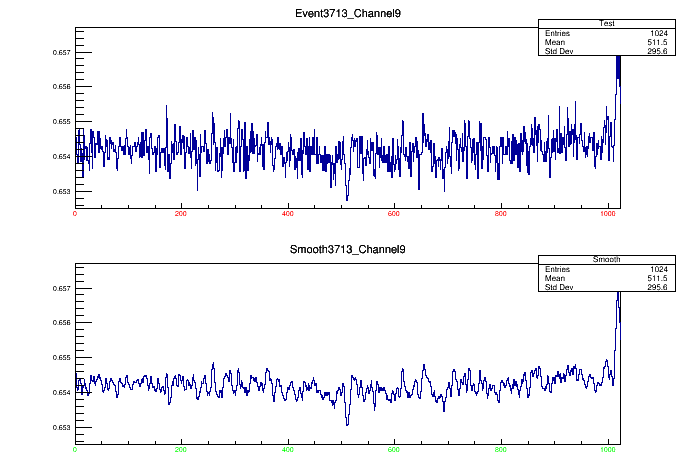 Event3713_Channel9
Test
Entries 1024
Mean 511.5
Std Dev 295.6
0.657
0.656
0.655
0.654
0.653
0 200 400 600 800 1000
Smooth3713_Channel9
Smooth
Entries 1024
Mean 511.5
Std Dev 295.6
0.657
0.656
0.655
0.654
0.653
0 200 400 600 800 1000